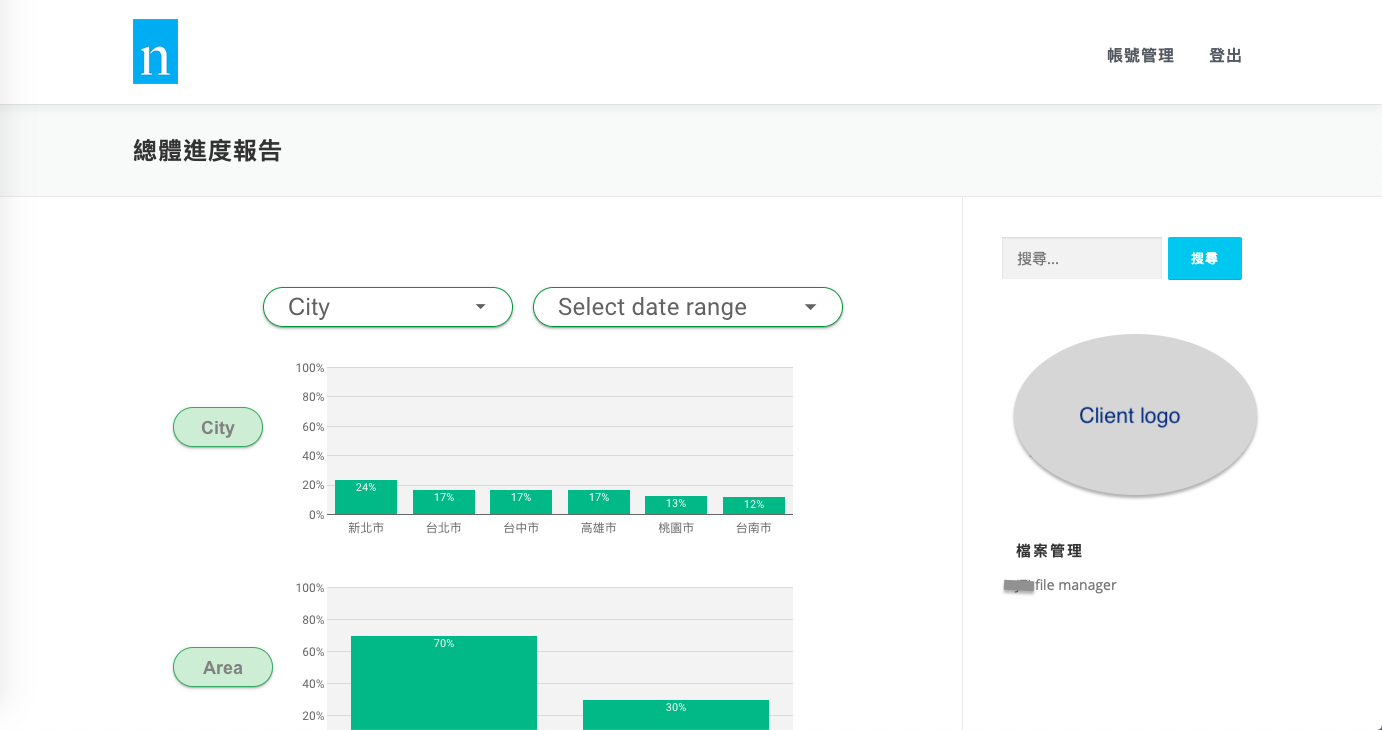 n
帳號管理 登出
總體進度報告
搜尋...
搜尋
City
Select date range
City
100%
80%
60%
40%
20%
0%
24%
17%
17%
17%
13%
12%
新北市
台北市
台中市
高雄市
桃園市
台南市
Area
100%
80%
60%
40%
20%
70%
30%
Client logo
檔案管理
file manager